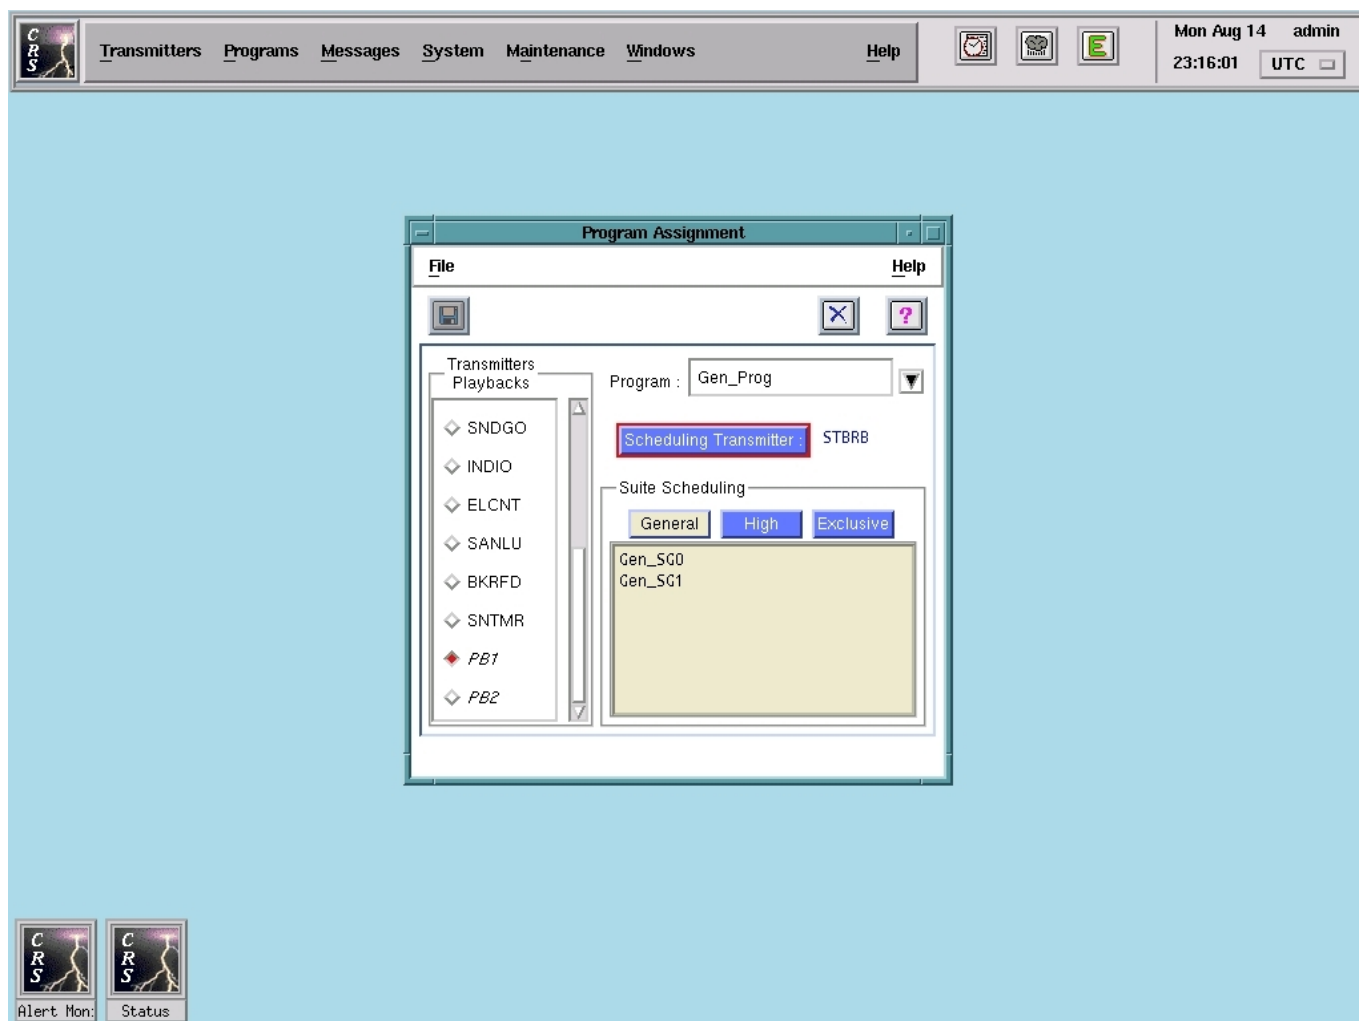 CRS
Transmitters Programs Messages System Maintenance Windows Help
E
Mon Aug 14 admin
23:16:01 UTC
Program Assignment
File Help
?
Transmitters
Playbacks
SNDGO
INDIO
ELCNT
SANLU
BKRFD
SNTMR
PB1
PB2
Program : Gen_Prog
Scheduling Transmitter : STBRB
Suite Scheduling
General High Exclusive
Gen_SG0
Gen_SG1
CRS
Alert Mon:
CRS
Status